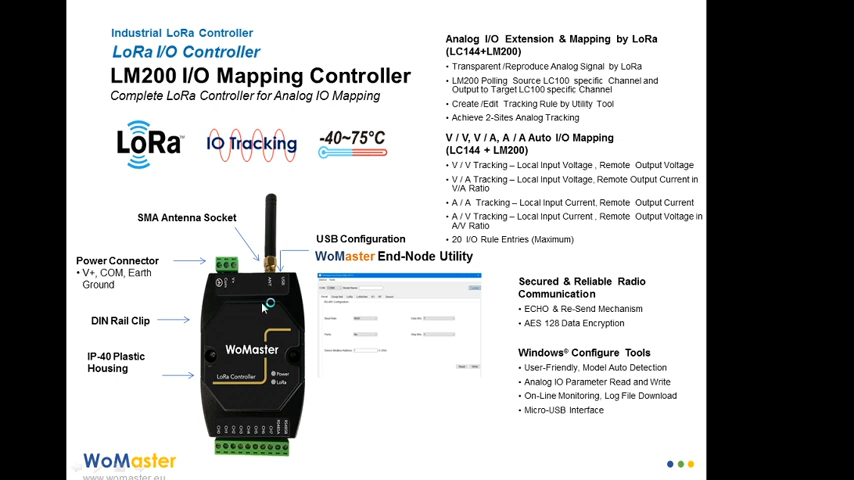 Industrial LoRa Controller
LoRa I/O Controller
LM200 I/O Mapping Controller
Complete LoRa Controller for Analog IO Mapping
LoRa™
IO Tracking
-40~75°C
SMA Antenna Socket
USB Configuration
WoMaster End-Node Utility
Power Connector
• V+, COM, Earth
Ground
DIN Rail Clip
IP-40 Plastic
Housing
V+
Com
ANT
USB
WoMaster
LoRa Controller
Power
LoRa
WoMaster
www.womaster.eu
Analog I/O Extension & Mapping by LoRa
(LC144+LM200)
• Transparent /Reproduce Analog Signal by LoRa
• LM200 Polling Source LC100 specific Channel and
Output to Target LC100 specific Channel
• Create /Edit Tracking Rule by Utility Tool
• Achieve 2-Sites Analog Tracking
V / V, V / A, A / A Auto I/O Mapping
(LC144 + LM200)
• V / V Tracking – Local Input Voltage , Remote Output Voltage
• V / A Tracking – Local Input Voltage, Remote Output Current in
V/A Ratio
• A / A Tracking – Local Input Current, Remote Output Current
• A / V Tracking – Local Input Current , Remote Output Voltage in
A/V Ratio
• 20 I/O Rule Entries (Maximum)
Secured & Reliable Radio
Communication
• ECHO & Re-Send Mechanism
• AES 128 Data Encryption
Windows® Configure Tools
• User-Friendly, Model Auto Detection
• Analog IO Parameter Read and Write
• On-Line Monitoring, Log File Download
• Micro-USB Interface